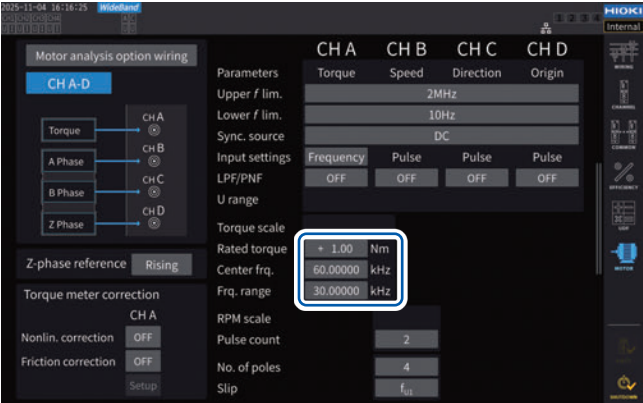 2025-11-04 16:16:25 WideBand
HIOKI
Internal
1 2 3 4
Motor analysis option wiring
CH A-D
Torque
CH A
A Phase
CH B
B Phase
CH C
Z Phase
CH D
Z-phase reference Rising
Torque meter correction
CH A
Nonlin. correction OFF
Friction correction OFF
Setup
CH A CH B CH C CH D
Parameters Torque Speed Direction Origin
Upper f lim. 2MHz
Lower f lim. 10Hz
Sync. source DC
Input settings Frequency Pulse Pulse Pulse
LPF/PNF OFF OFF OFF OFF
U range
Torque scale
Rated torque + 1.00 Nm
Center frq. 60.00000 kHz
Frq. range 30.00000 kHz
RPM scale
Pulse count 2
No. of poles 4
Slip fU1
WIRING
CHANNEL
COMMON
EFFICIENCY
UDF
MOTOR
SHUTDOWN